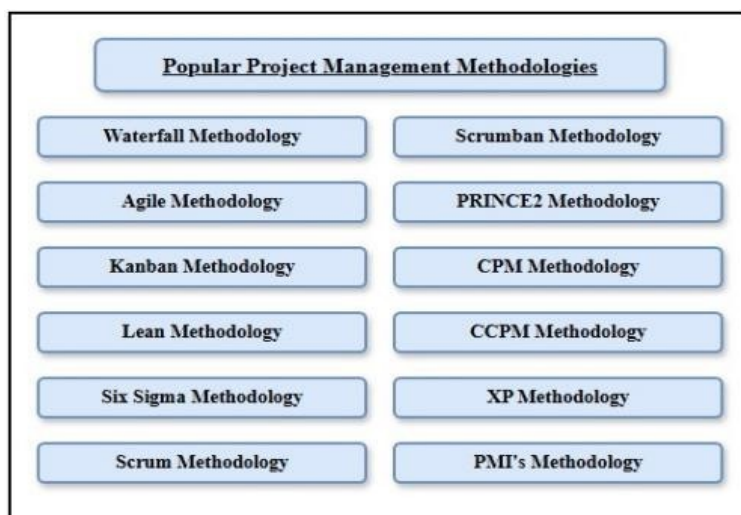 Popular Project Management Methodologies
Waterfall Methodology
Agile Methodology
Kanban Methodology
Lean Methodology
Six Sigma Methodology
Scrum Methodology
Scrumban Methodology
PRINCE2 Methodology
CPM Methodology
CCPM Methodology
XP Methodology
PMI's Methodology